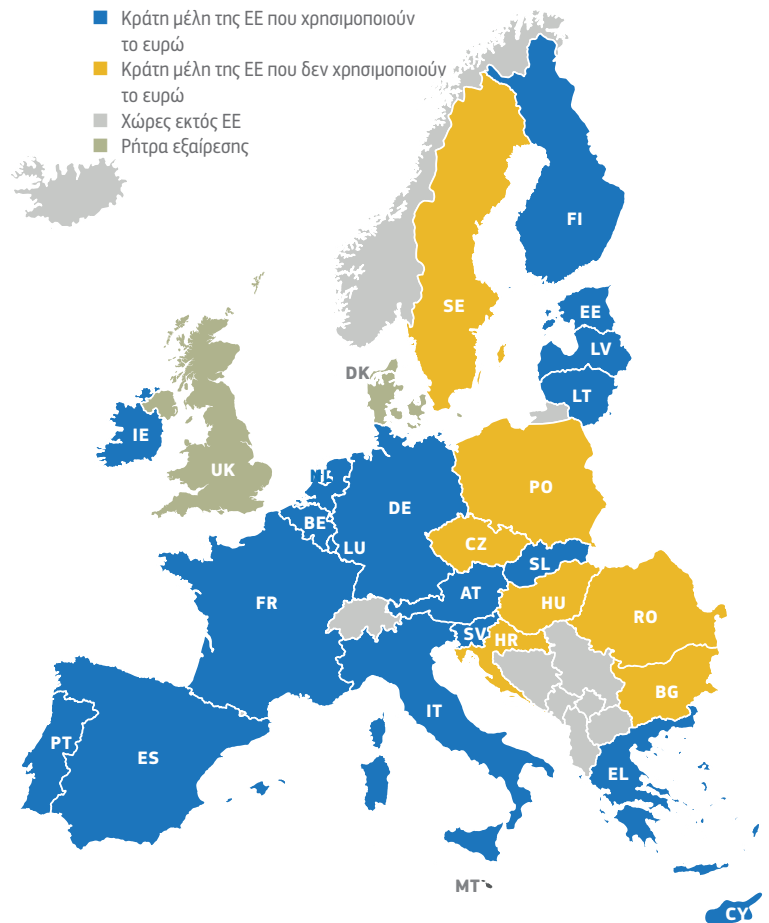 Κράτη μέλη της ΕΕ που χρησιμοποιούν
το ευρώ
Κράτη μέλη της ΕΕ που δεν χρησιμοποιούν
το ευρώ
Χώρες εκτός ΕΕ
Ρήτρα εξαίρεσης
FI
SE
EE
LV
DK
LT
IE
UK
NL
PO
DE
BE
CZ
LU
SL
AT
FR
HU
RO
SV
HR
BG
IT
PT
ES
EL
MT
CY